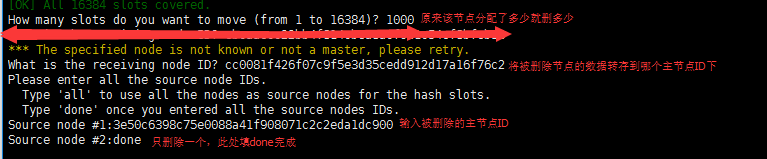 [OK] All 16384 slots covered.
How many slots do you want to move (from 1 to 16384)? 1000 原来该节点分配了多少就删多少
*** The specified node is not known or not a master, please retry.
What is the receiving node ID? cc0081f426f07c9f5e3d35cedd912d17a16f76c2 将被删除节点的数据转存到哪个主节点ID下
Please enter all the source node IDs.
Type 'all' to use all the nodes as source nodes for the hash slots.
Type 'done' once you entered all the source nodes IDs.
Source node #1:3e50c6398c75e0088a41f908071c2c2eda1dc900 输入被删除的主节点ID
Source node #2:done 只删除一个，此处填done完成